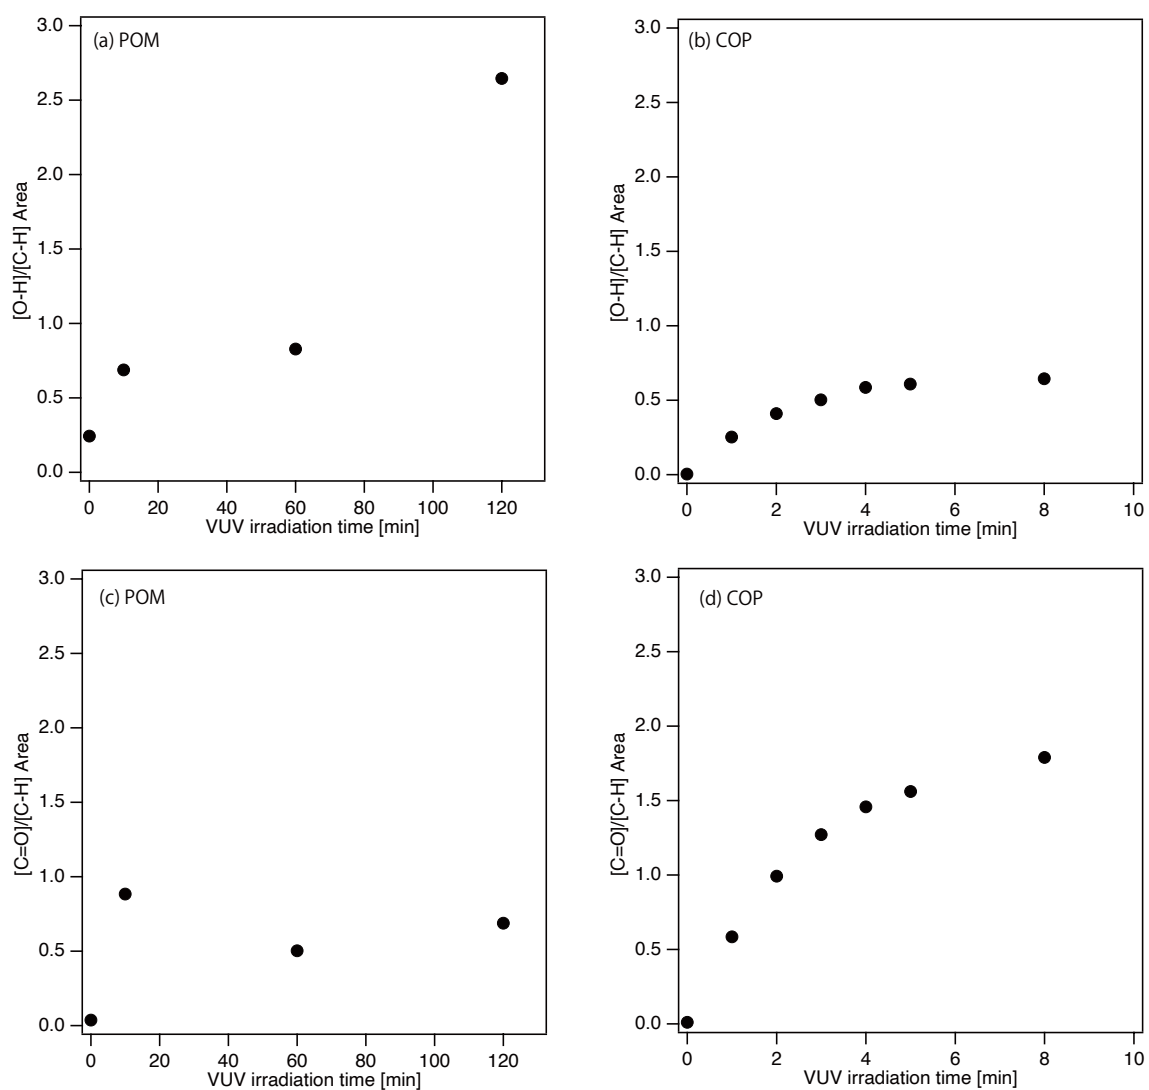 (a) POM
3.0
2.5
2.0
1.5
1.0
0.5
0.0
[O-H]/[C-H] Area
0 20 40 60 80 100 120
VUV irradiation time [min]
(b) COP
3.0
2.5
2.0
1.5
1.0
0.5
0.0
[O-H]/[C-H] Area
0 2 4 6 8 10
VUV irradiation time [min]
(c) POM
3.0
2.5
2.0
1.5
1.0
0.5
0.0
[C=O]/[C-H] Area
0 20 40 60 80 100 120
VUV irradiation time [min]
(d) COP
3.0
2.5
2.0
1.5
1.0
0.5
0.0
[C=O]/[C-H] Area
0 2 4 6 8 10
VUV irradiation time [min]